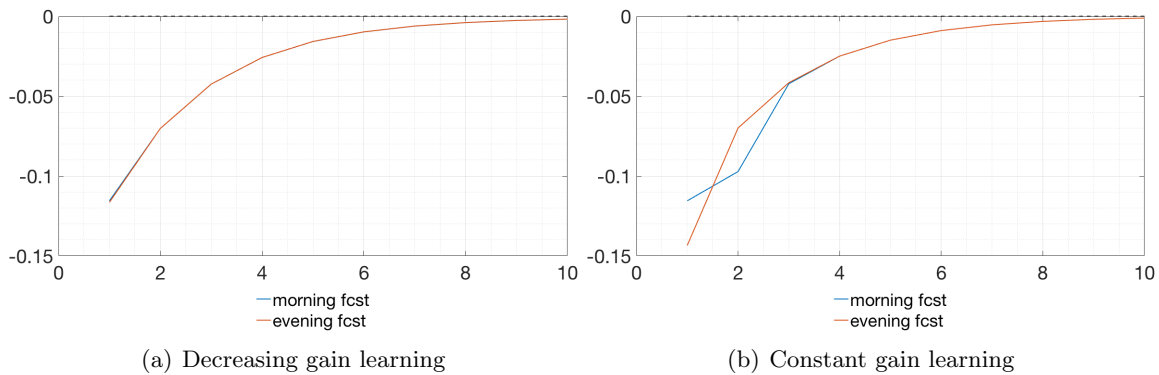 0
-0.05
-0.1
-0.15
0 2 4 6 8 10
morning fcst
evening fcst
(a) Decreasing gain learning
0
-0.05
-0.1
-0.15
0 2 4 6 8 10
morning fcst
evening fcst
(b) Constant gain learning